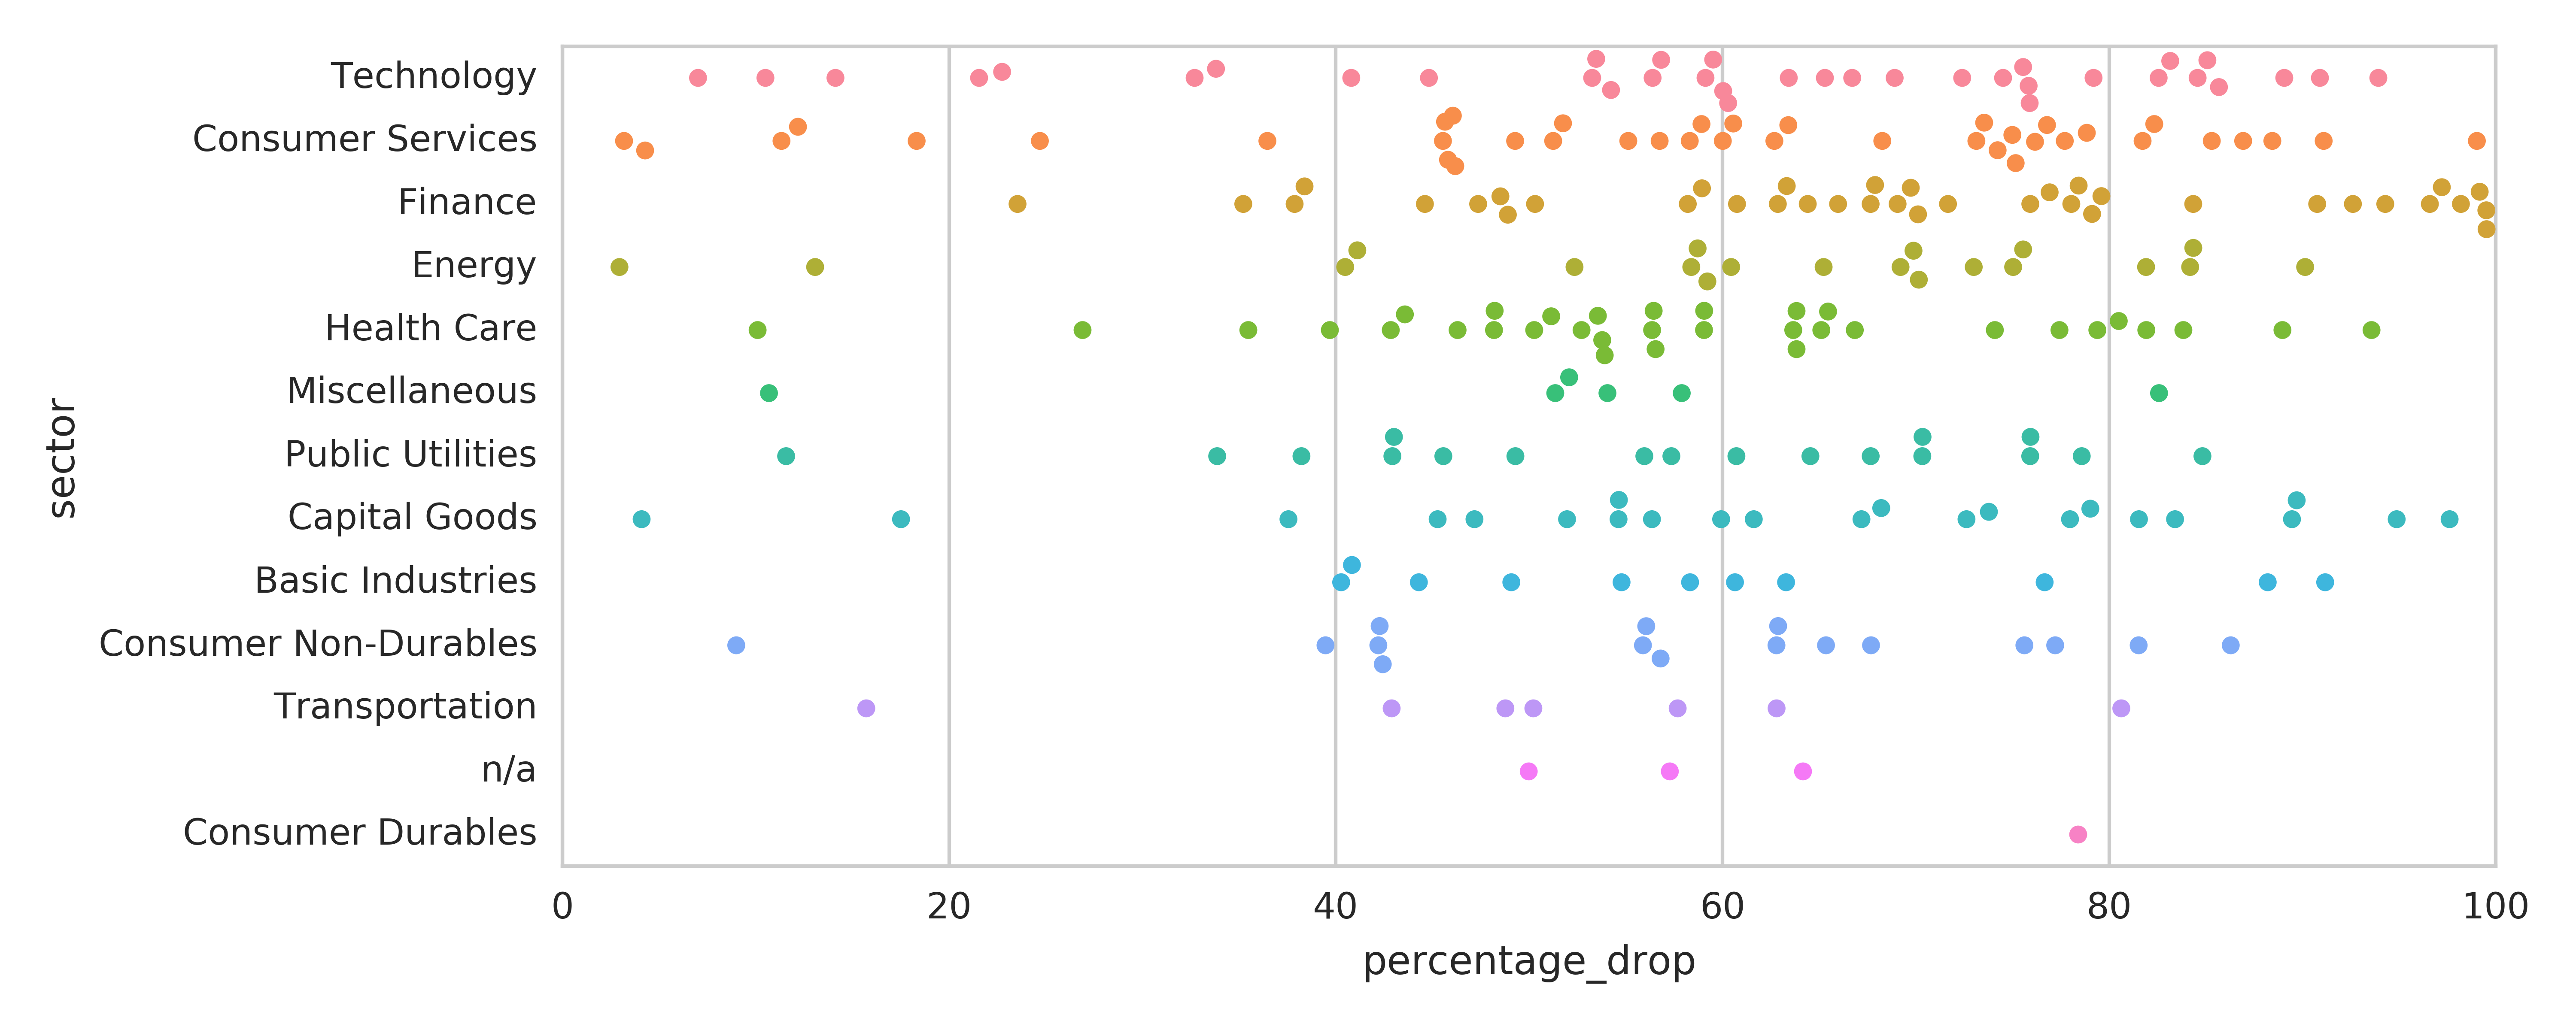 Technology
Consumer Services
Finance
Energy
Health Care
Miscellaneous
Public Utilities
Capital Goods
Basic Industries
Consumer Non-Durables
Transportation
n/a
Consumer Durables
sector
0 20 40 60 80 100
percentage_drop